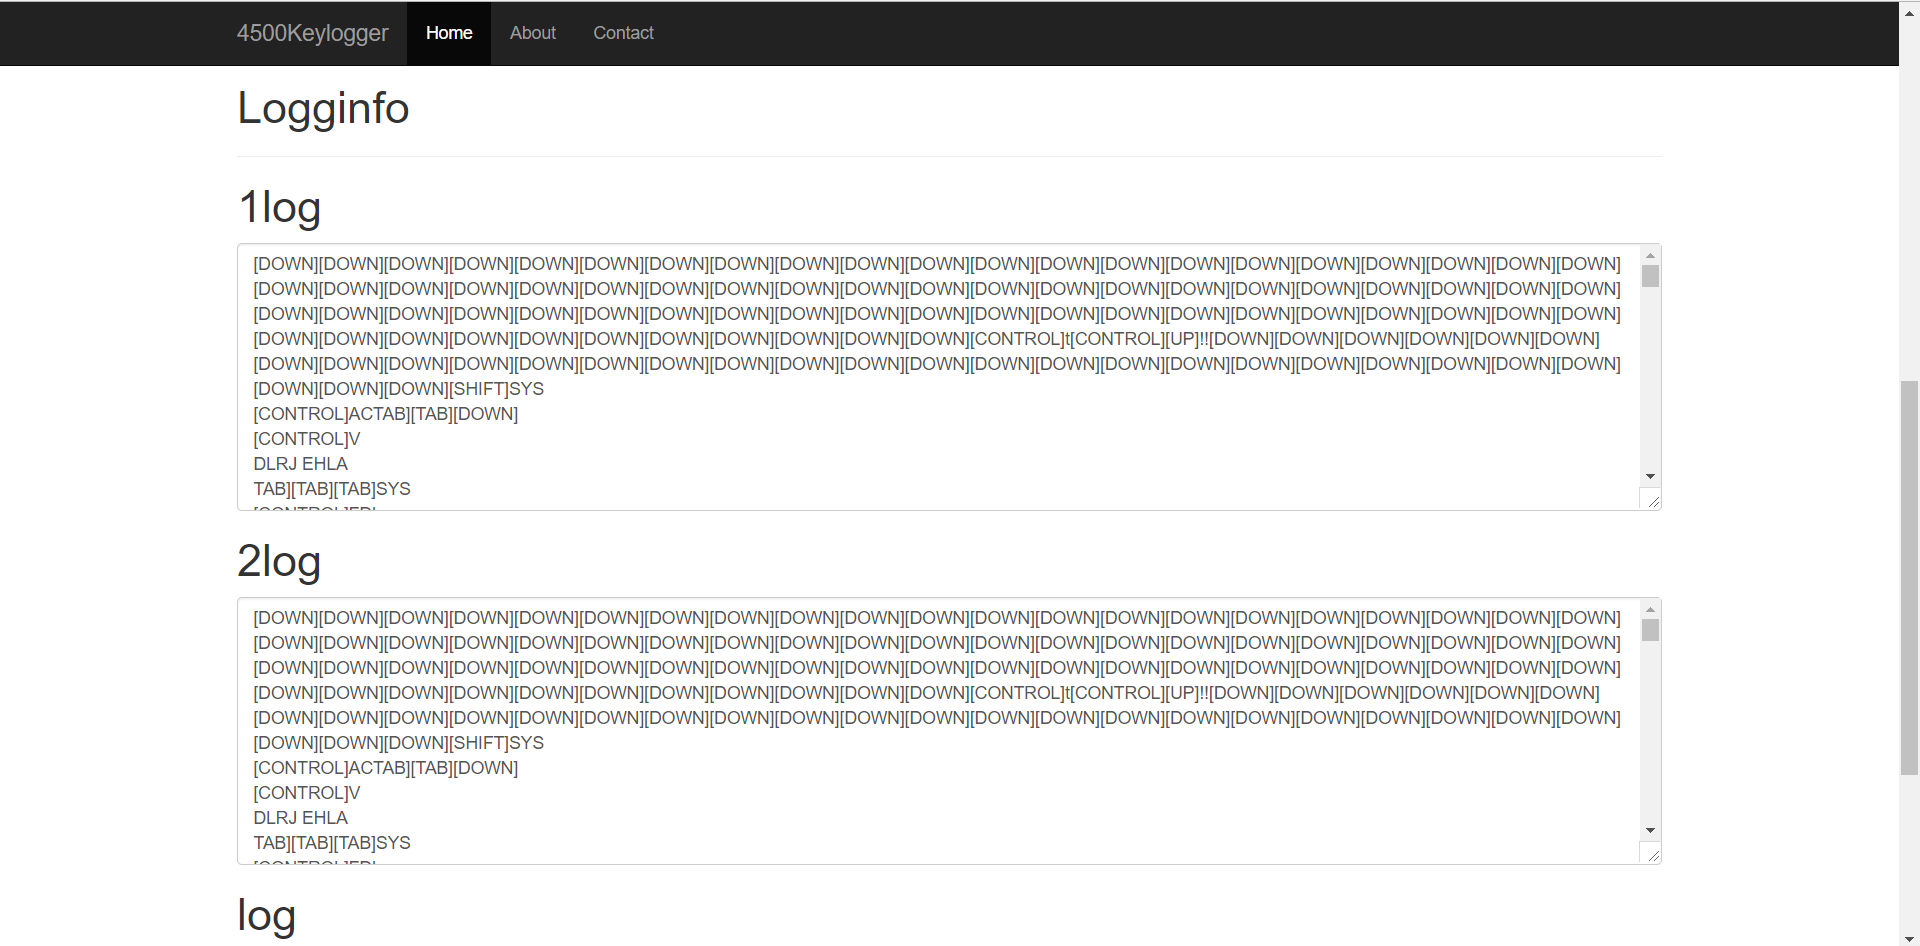 4500Keylogger Home About Contact
Logginfo
1log
[DOWN][DOWN][DOWN][DOWN][DOWN][DOWN][DOWN][DOWN][DOWN][DOWN][DOWN][DOWN][DOWN][DOWN][DOWN][DOWN][DOWN][DOWN][DOWN][DOWN][DOWN]
[DOWN][DOWN][DOWN][DOWN][DOWN][DOWN][DOWN][DOWN][DOWN][DOWN][DOWN][DOWN][DOWN][DOWN][DOWN][DOWN][DOWN][DOWN][DOWN][DOWN][DOWN]
[DOWN][DOWN][DOWN][DOWN][DOWN][DOWN][DOWN][DOWN][DOWN][DOWN][DOWN][DOWN][DOWN][DOWN][DOWN][DOWN][DOWN][DOWN][DOWN][DOWN][DOWN]
[DOWN][DOWN][DOWN][DOWN][DOWN][DOWN][DOWN][DOWN][DOWN][DOWN][DOWN][CONTROL]t[CONTROL][UP]!![DOWN][DOWN][DOWN][DOWN][DOWN][DOWN]
[DOWN][DOWN][DOWN][DOWN][DOWN][DOWN][DOWN][DOWN][DOWN][DOWN][DOWN][DOWN][DOWN][DOWN][DOWN][DOWN][DOWN][DOWN][DOWN][DOWN][DOWN]
[DOWN][DOWN][DOWN][SHIFT]SYS
[CONTROL]ACTAB][TAB][DOWN]
[CONTROL]V
DLRJ EHLA
TAB][TAB][TAB]SYS
2log
[DOWN][DOWN][DOWN][DOWN][DOWN][DOWN][DOWN][DOWN][DOWN][DOWN][DOWN][DOWN][DOWN][DOWN][DOWN][DOWN][DOWN][DOWN][DOWN][DOWN][DOWN]
[DOWN][DOWN][DOWN][DOWN][DOWN][DOWN][DOWN][DOWN][DOWN][DOWN][DOWN][DOWN][DOWN][DOWN][DOWN][DOWN][DOWN][DOWN][DOWN][DOWN][DOWN]
[DOWN][DOWN][DOWN][DOWN][DOWN][DOWN][DOWN][DOWN][DOWN][DOWN][DOWN][DOWN][DOWN][DOWN][DOWN][DOWN][DOWN][DOWN][DOWN][DOWN][DOWN]
[DOWN][DOWN][DOWN][DOWN][DOWN][DOWN][DOWN][DOWN][DOWN][DOWN][DOWN][CONTROL]t[CONTROL][UP]!![DOWN][DOWN][DOWN][DOWN][DOWN][DOWN]
[DOWN][DOWN][DOWN][DOWN][DOWN][DOWN][DOWN][DOWN][DOWN][DOWN][DOWN][DOWN][DOWN][DOWN][DOWN][DOWN][DOWN][DOWN][DOWN][DOWN][DOWN]
[DOWN][DOWN][DOWN][SHIFT]SYS
[CONTROL]ACTAB][TAB][DOWN]
[CONTROL]V
DLRJ EHLA
TAB][TAB][TAB]SYS
log